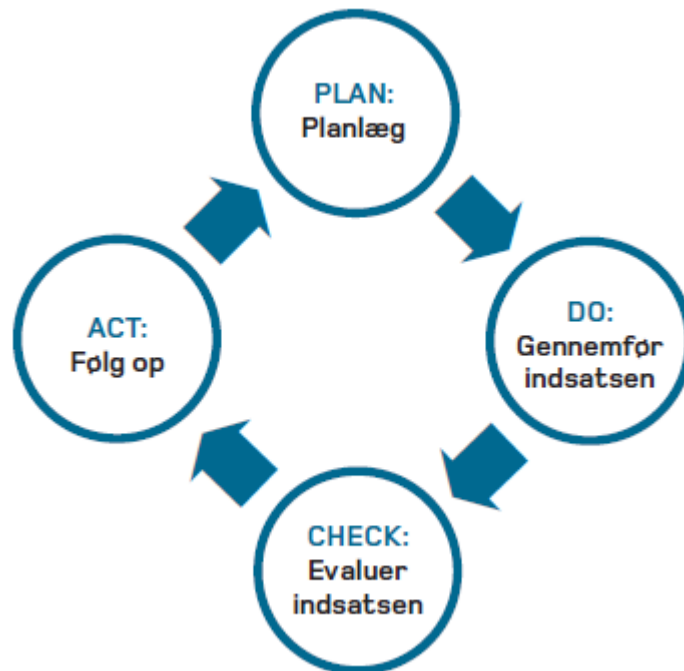 PLAN:
Planlæg
DO:
Gennemfør
indsatsen
CHECK:
Evaluer
indsatsen
ACT:
Følg op